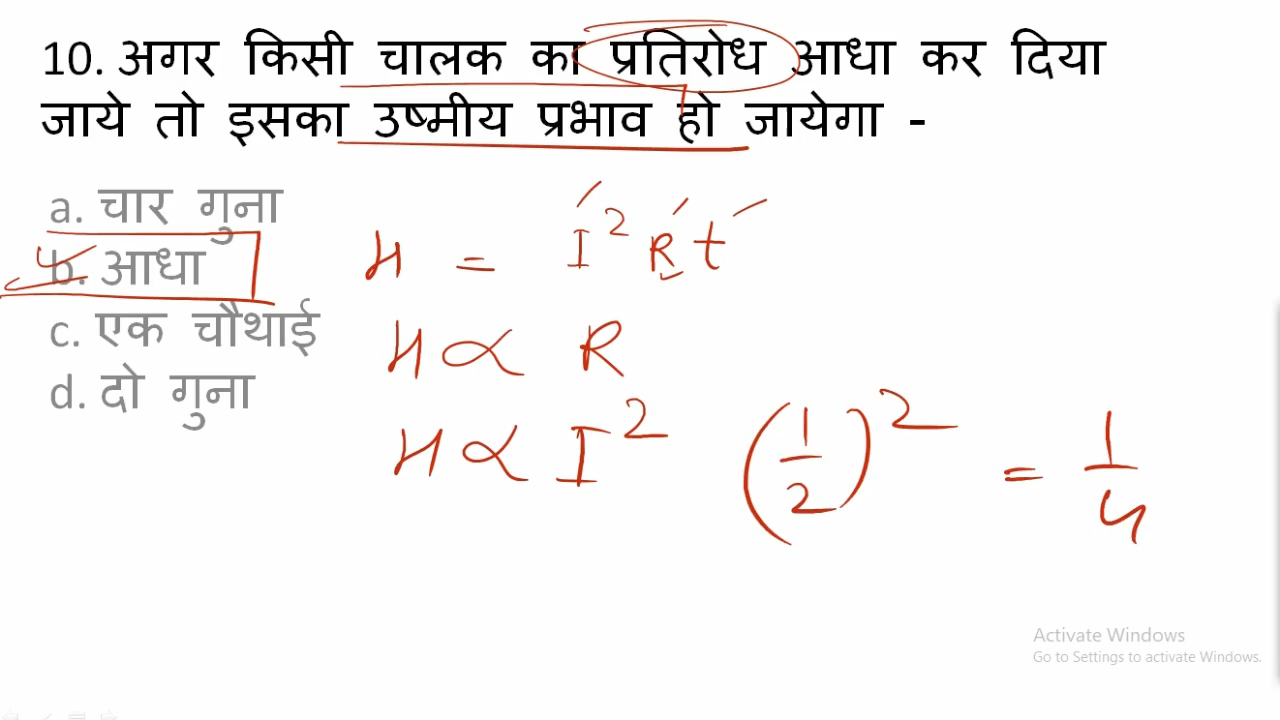 10. अगर किसी चालक का प्रतिरोध आधा कर दिया
जाये तो इसका उष्मीय प्रभाव हो जायेगा -
a. चार गुना
b. आधा
c. एक चौथाई
d. दो गुना
H = I² R t
H ∝ R
H ∝ I² (1/2)² = 1/4
Activate Windows
Go to Settings to activate Windows.